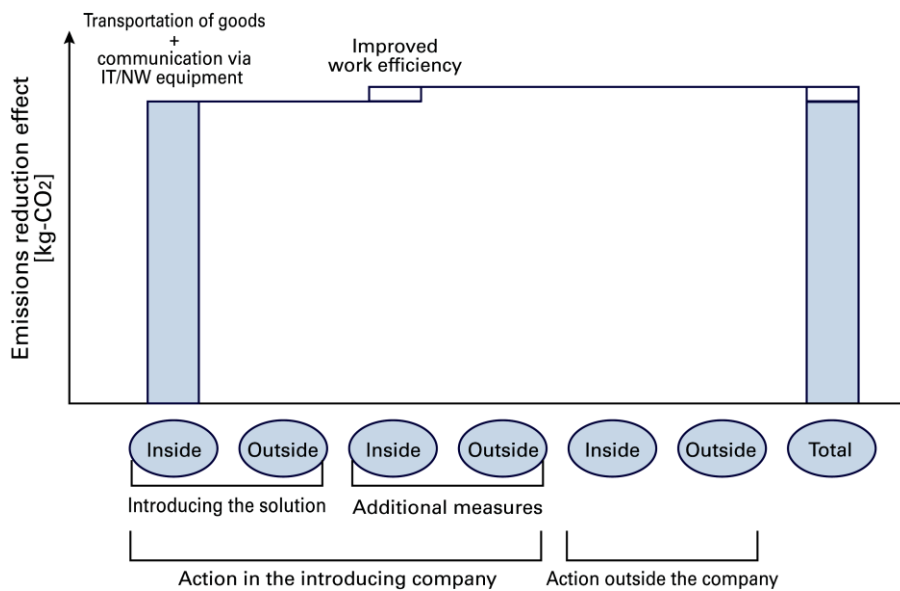 Transportation of goods
+
communication via
IT/NW equipment
Improved
work efficiency
Emissions reduction effect
[kg-CO2]
Inside
Outside
Inside
Outside
Inside
Outside
Total
Introducing the solution
Additional measures
Action in the introducing company
Action outside the company